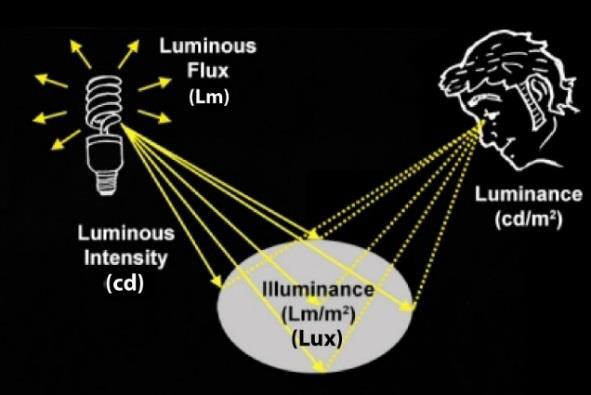 Luminous
Flux
(Lm)
Luminance
(cd/m²)
Luminous
Intensity
(cd)
Illuminance
(Lm/m²)
(Lux)